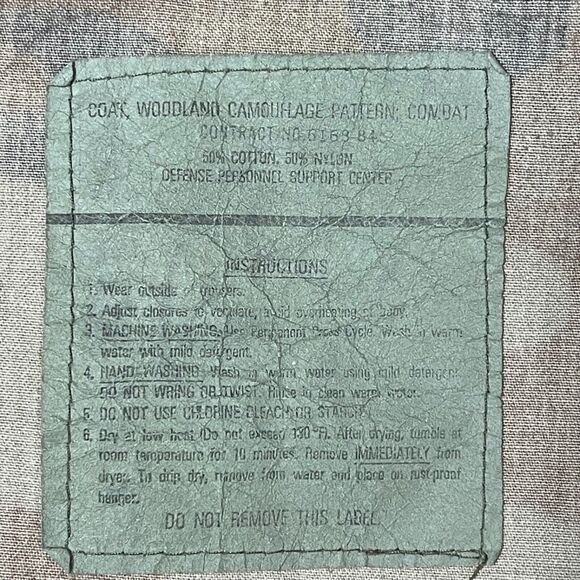 COAT, WOODLAND CAMOUFLAGE PATTERN, COMBAT
CONTRACT NO. 6169-84
50% COTTON, 50% NYLON
DEFENSE PERSONNEL SUPPORT CENTER
INSTRUCTIONS
1. Wear outside of trousers.
2. Adjust closures to ventilate, avoid overheating of body.
3. MACHINE WASHING: Use Permanent Press Cycle. Wash in warm
water with mild detergent.
4. HAND WASHING: Wash in warm water using mild detergent.
DO NOT WRING OR TWIST. Rinse in clean warm water.
5. DO NOT USE CHLORINE BLEACH OR STARCH
6. Dry at low heat (Do not exceed 130°F). After drying, tumble at
room temperature for 10 minutes. Remove IMMEDIATELY from
dryer. To drip dry, remove from water and place on rust-proof
hanger.
DO NOT REMOVE THIS LABEL.